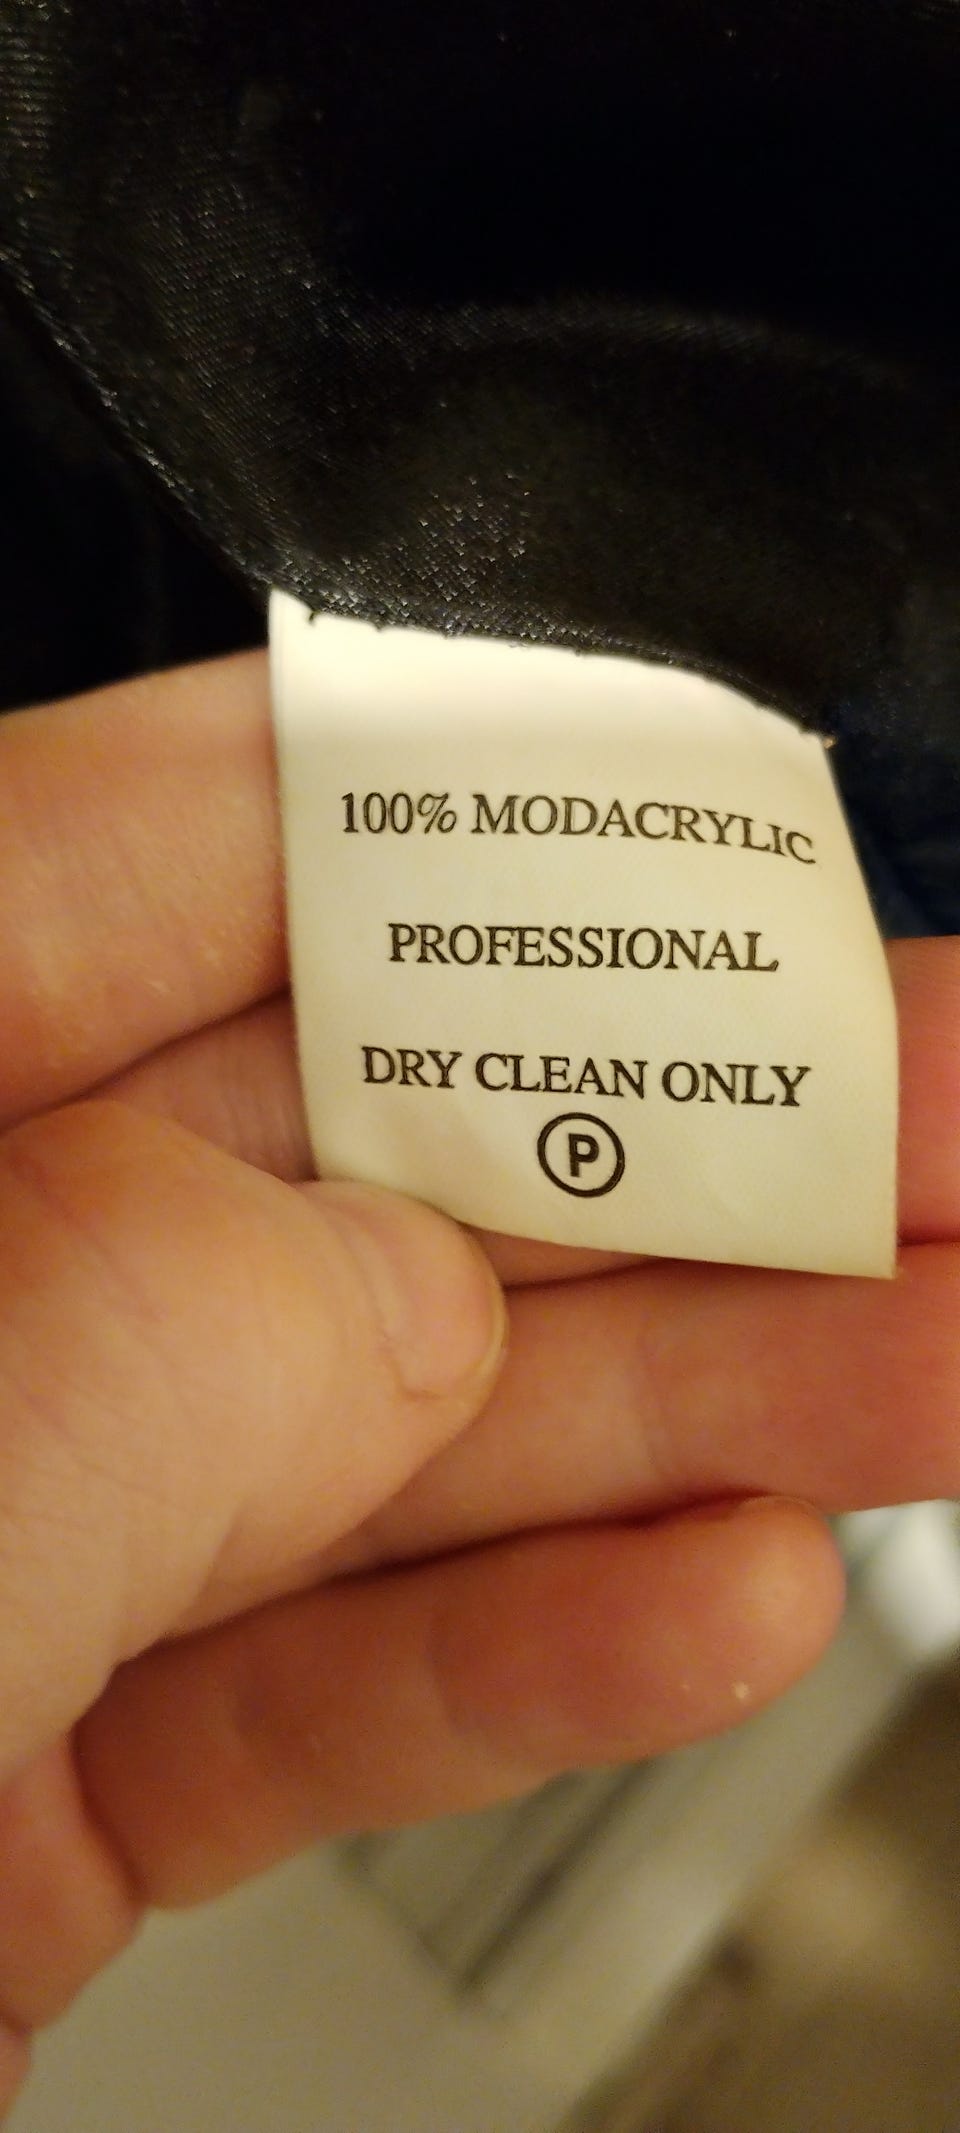 100% MODACRYLIC
PROFESSIONAL
DRY CLEAN ONLY
P